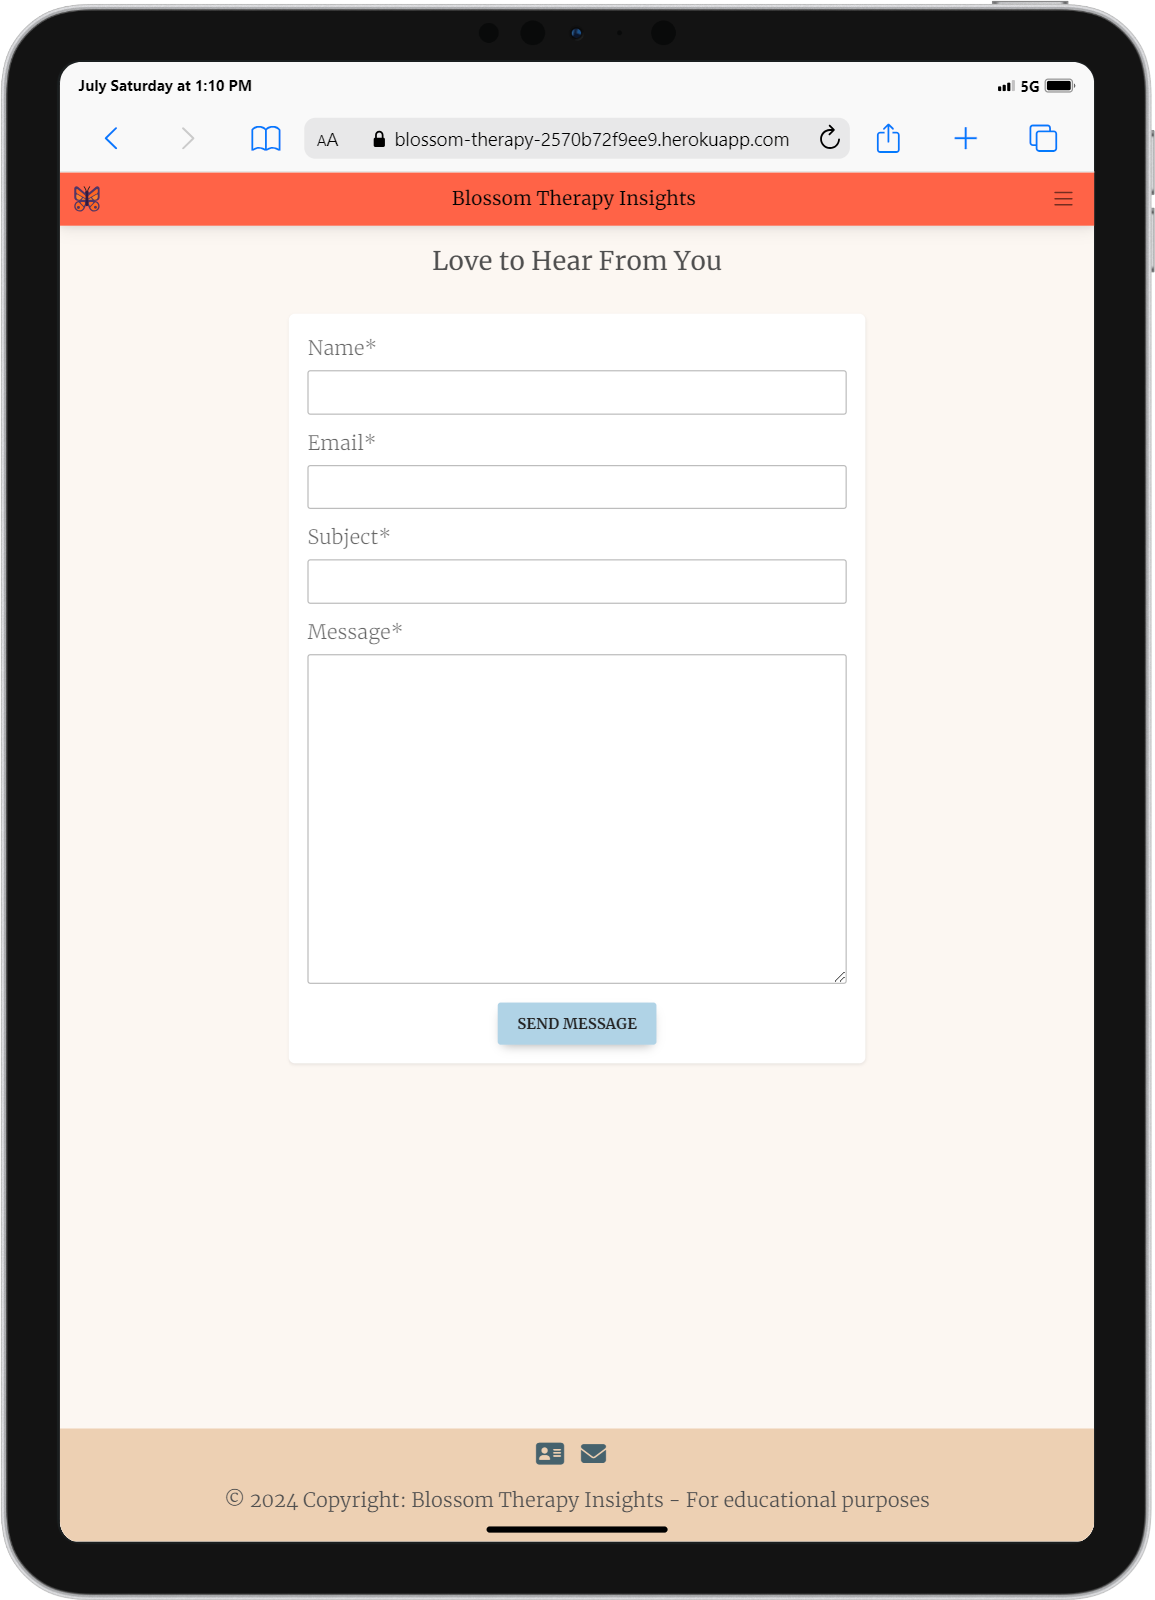 July Saturday at 1:10 PM
5G
AA
blossom-therapy-2570b72f9ee9.herokuapp.com
Blossom Therapy Insights
Love to Hear From You
Name*
Email*
Subject*
Message*
SEND MESSAGE
© 2024 Copyright: Blossom Therapy Insights - For educational purposes